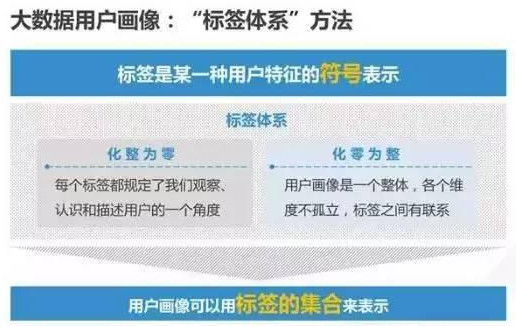 大数据用户画像：“标签体系”方法
标签是某一种用户特征的符号表示
标签体系
化整为零
每个标签都规定了我们观察、
认识和描述用户的一个角度
化零为整
用户画像是一个整体，各个维
度不孤立，标签之间有联系
用户画像可以用标签的集合来表示